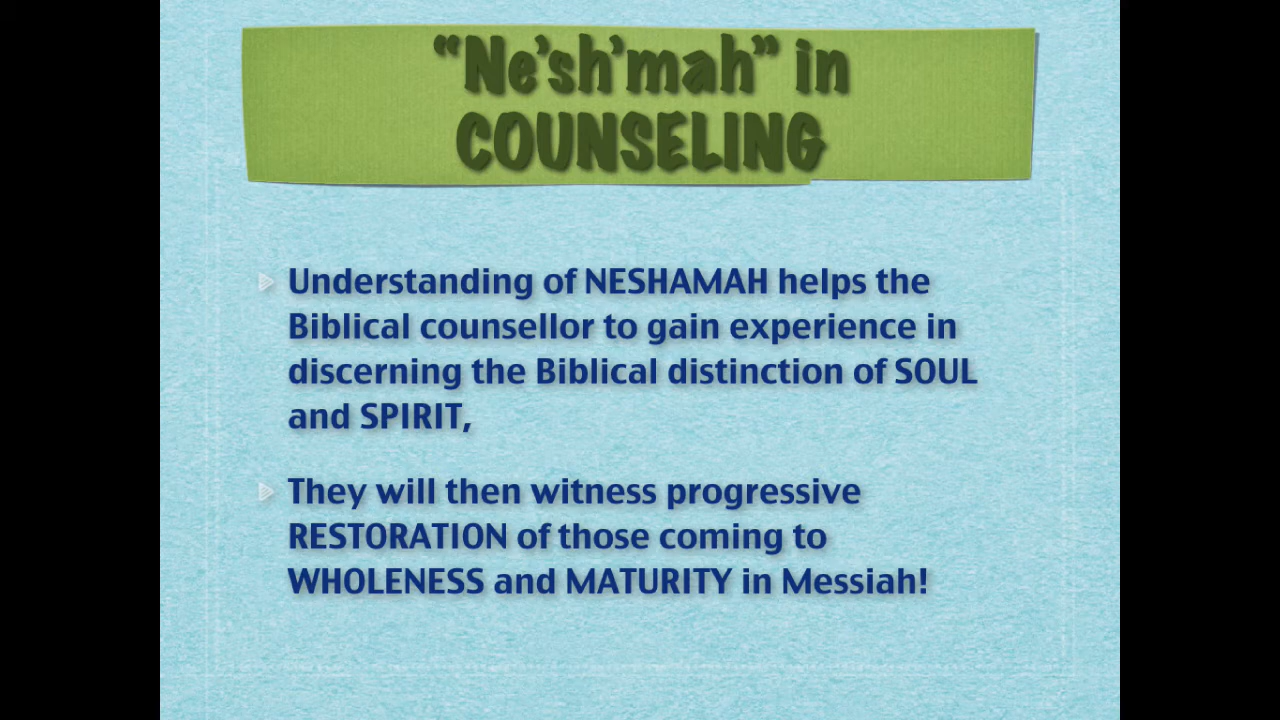 “Ne’sh’mah” in
COUNSELING
Understanding of NESHAMAH helps the
Biblical counsellor to gain experience in
discerning the Biblical distinction of SOUL
and SPIRIT,
They will then witness progressive
RESTORATION of those coming to
WHOLENESS and MATURITY in Messiah!